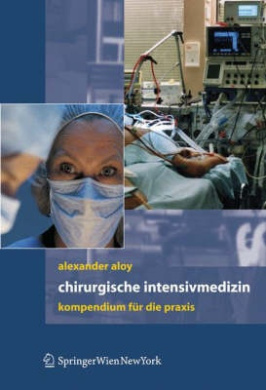 alexander aloy
chirurgische intensivmedizin
kompendium für die praxis
SpringerWienNewYork